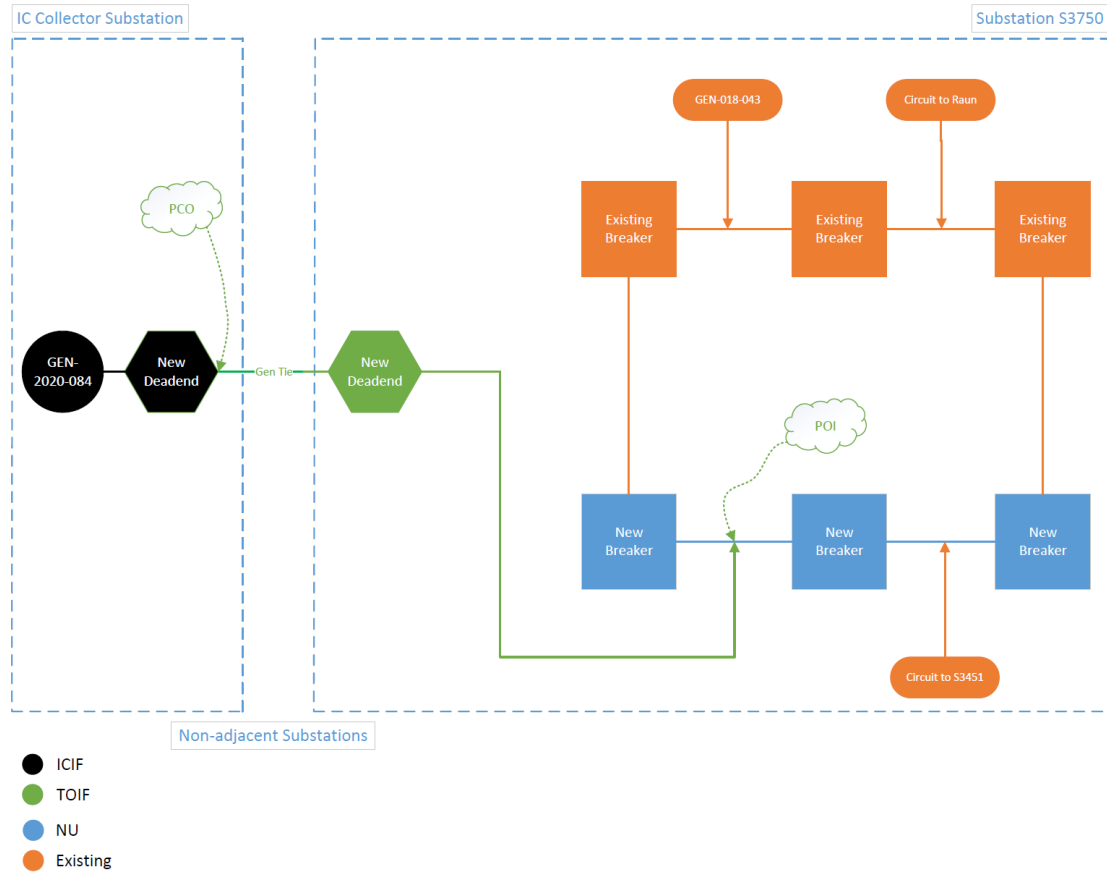 IC Collector Substation
Substation S3750
GEN-018-043
Circuit to Raun
PCO
Existing
Breaker
Existing
Breaker
Existing
Breaker
GEN-
2020-084
New
Deadend
Gen Tie
New
Deadend
POI
New
Breaker
New
Breaker
New
Breaker
Circuit to S3451
Non-adjacent Substations
ICIF
TOIF
NU
Existing